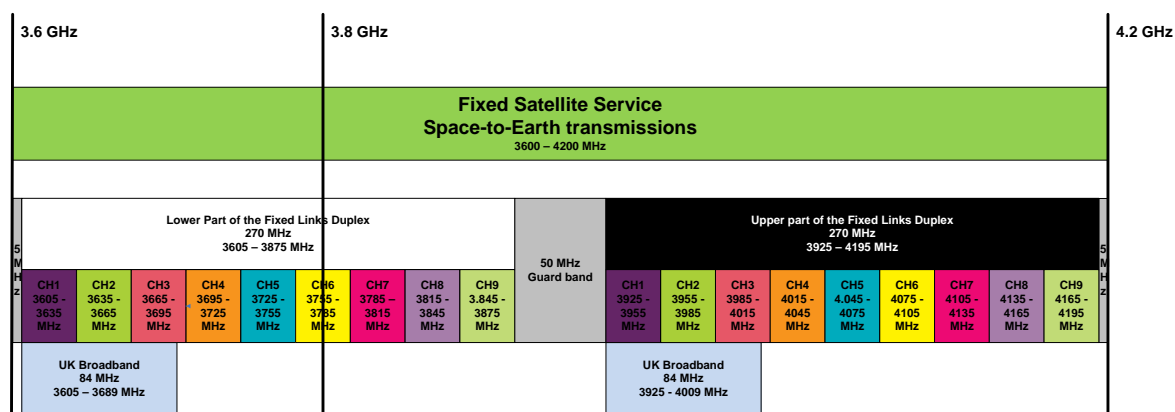 3.6 GHz
3.8 GHz
4.2 GHz
Fixed Satellite Service
Space-to-Earth transmissions
3600 – 4200 MHz
5
M
H
z
Lower Part of the Fixed Links Duplex
270 MHz
3605 – 3875 MHz
50 MHz
Guard band
Upper part of the Fixed Links Duplex
270 MHz
3925 – 4195 MHz
5
M
H
z
CH1
3605 -
3635
MHz
CH2
3635 -
3665
MHz
CH3
3665 -
3695
MHz
CH4
3695 -
3725
MHz
CH5
3725 -
3755
MHz
CH6
3755 -
3785
MHz
CH7
3785 –
3815
MHz
CH8
3815 -
3845
MHz
CH9
3.845 -
3875
MHz
CH1
3925 -
3955
MHz
CH2
3955 -
3985
MHz
CH3
3985 -
4015
MHz
CH4
4015 -
4045
MHz
CH5
4.045 -
4075
MHz
CH6
4075 -
4105
MHz
CH7
4105 -
4135
MHz
CH8
4135 -
4165
MHz
CH9
4165 -
4195
MHz
UK Broadband
84 MHz
3605 – 3689 MHz
UK Broadband
84 MHz
3925 - 4009 MHz